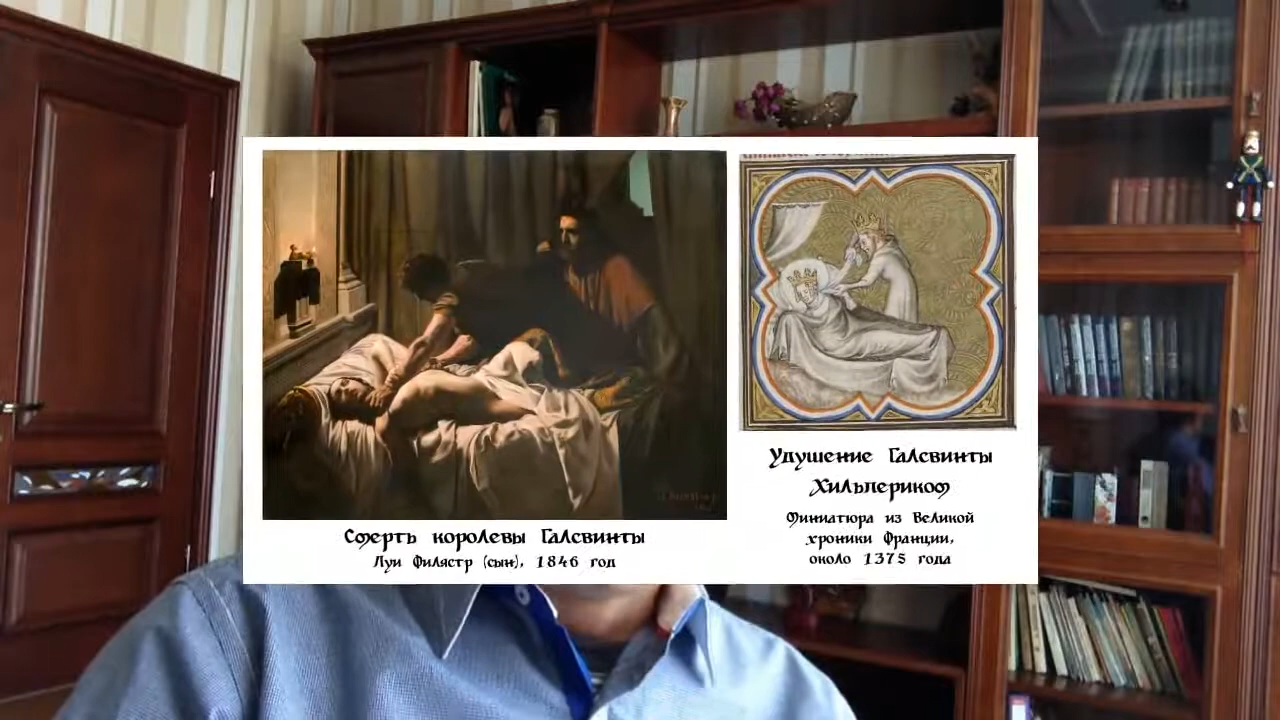 Смерть королевы Галсвинты
Луи Филястр (сын), 1846 год
Удушение Галсвинты
Хильпериком
Миниатюра из Великой
хроники Франции,
около 1375 года